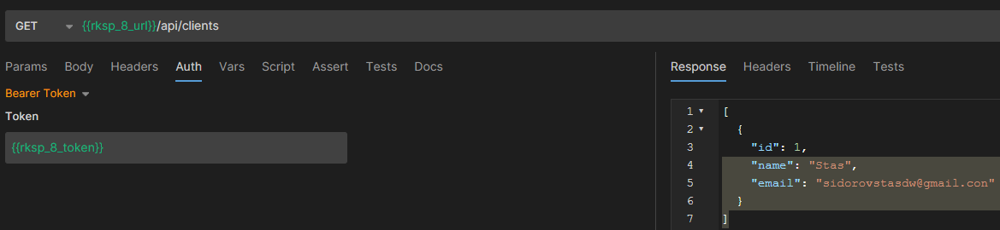 GET {{rksp_8_url}}/api/clients
Params Body Headers Auth Vars Script Assert Tests Docs
Bearer Token
Token
{{rksp_8_token}}
Response Headers Timeline Tests
1 [
2 {
3 "id": 1,
4 "name": "Stas",
5 "email": "sidorovstasdw@gmail.con"
6 }
7 ]